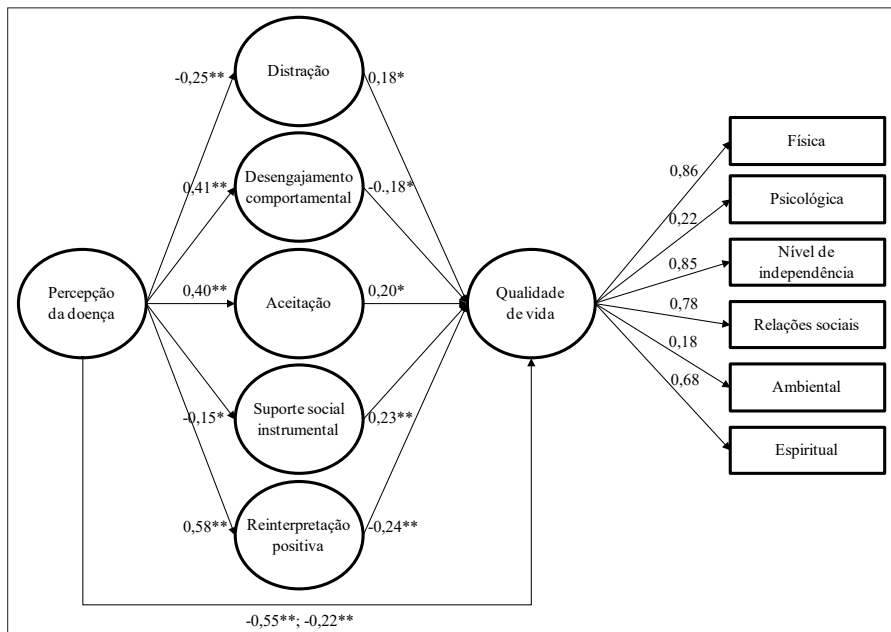 Distração
-0,25**
0,18*
Desengajamento
comportamental
0,41**
-0.,18*
Percepção
da doença
0,40**
Aceitação
0,20*
Qualidade
de vida
-0,15*
Suporte social
instrumental
0,23**
0,58**
Reinterpretação
positiva
-0,24**
-0,55**; -0,22**
0,86
Física
0,22
Psicológica
0,85
Nível de
independência
0,78
Relações sociais
0,18
Ambiental
0,68
Espiritual